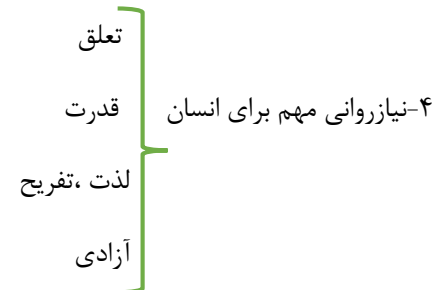 ۴-نیازروانی مهم برای انسان
تعلق
قدرت
لذت ،تفریح
آزادی